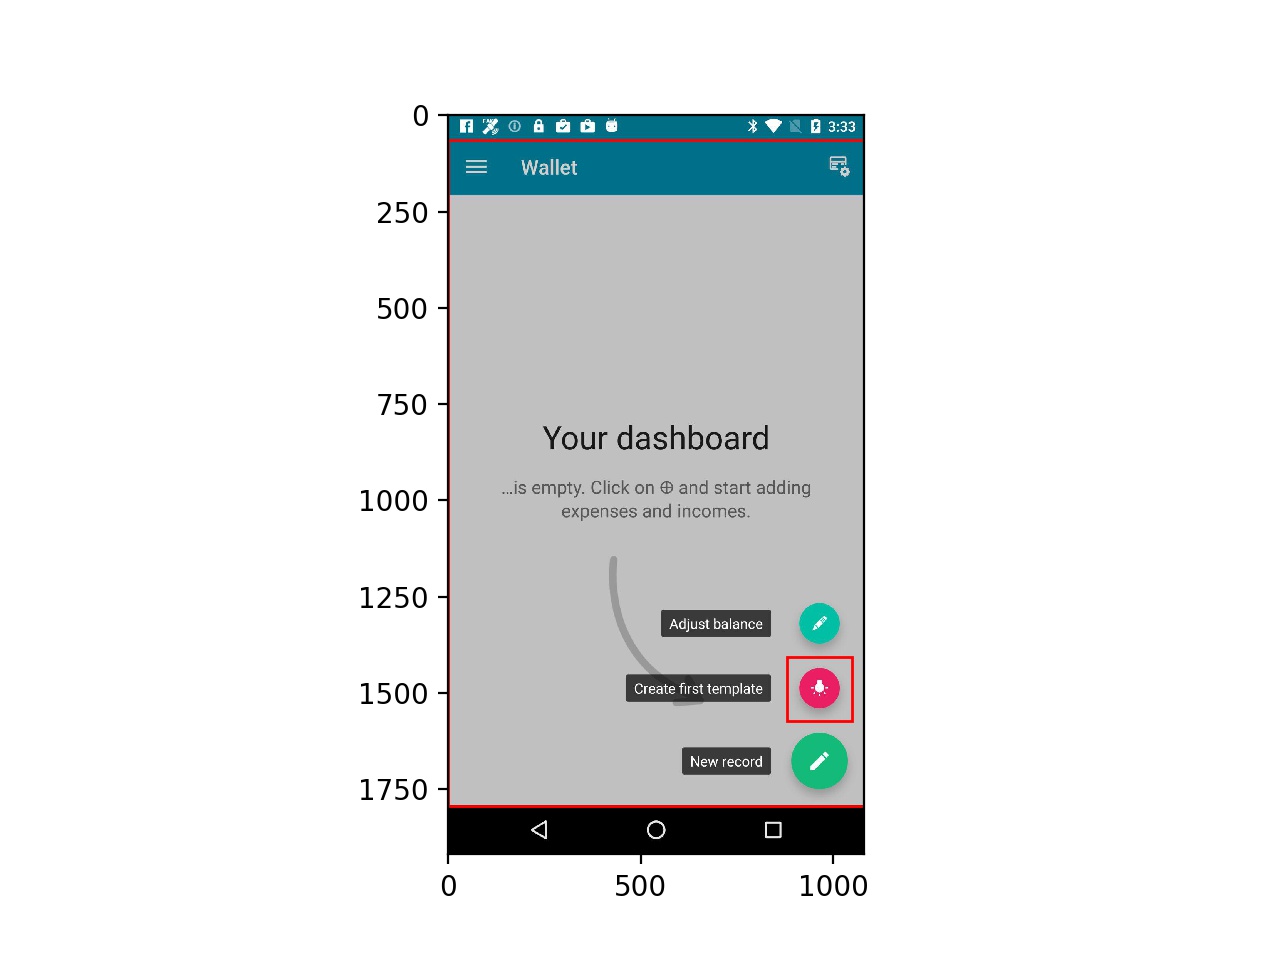 0
3:33
Wallet
250
500
750
Your dashboard
...is empty. Click on ⊕ and start adding
expenses and incomes.
1000
1250
Adjust balance
Create first template
1500
New record
1750
0
500
1000